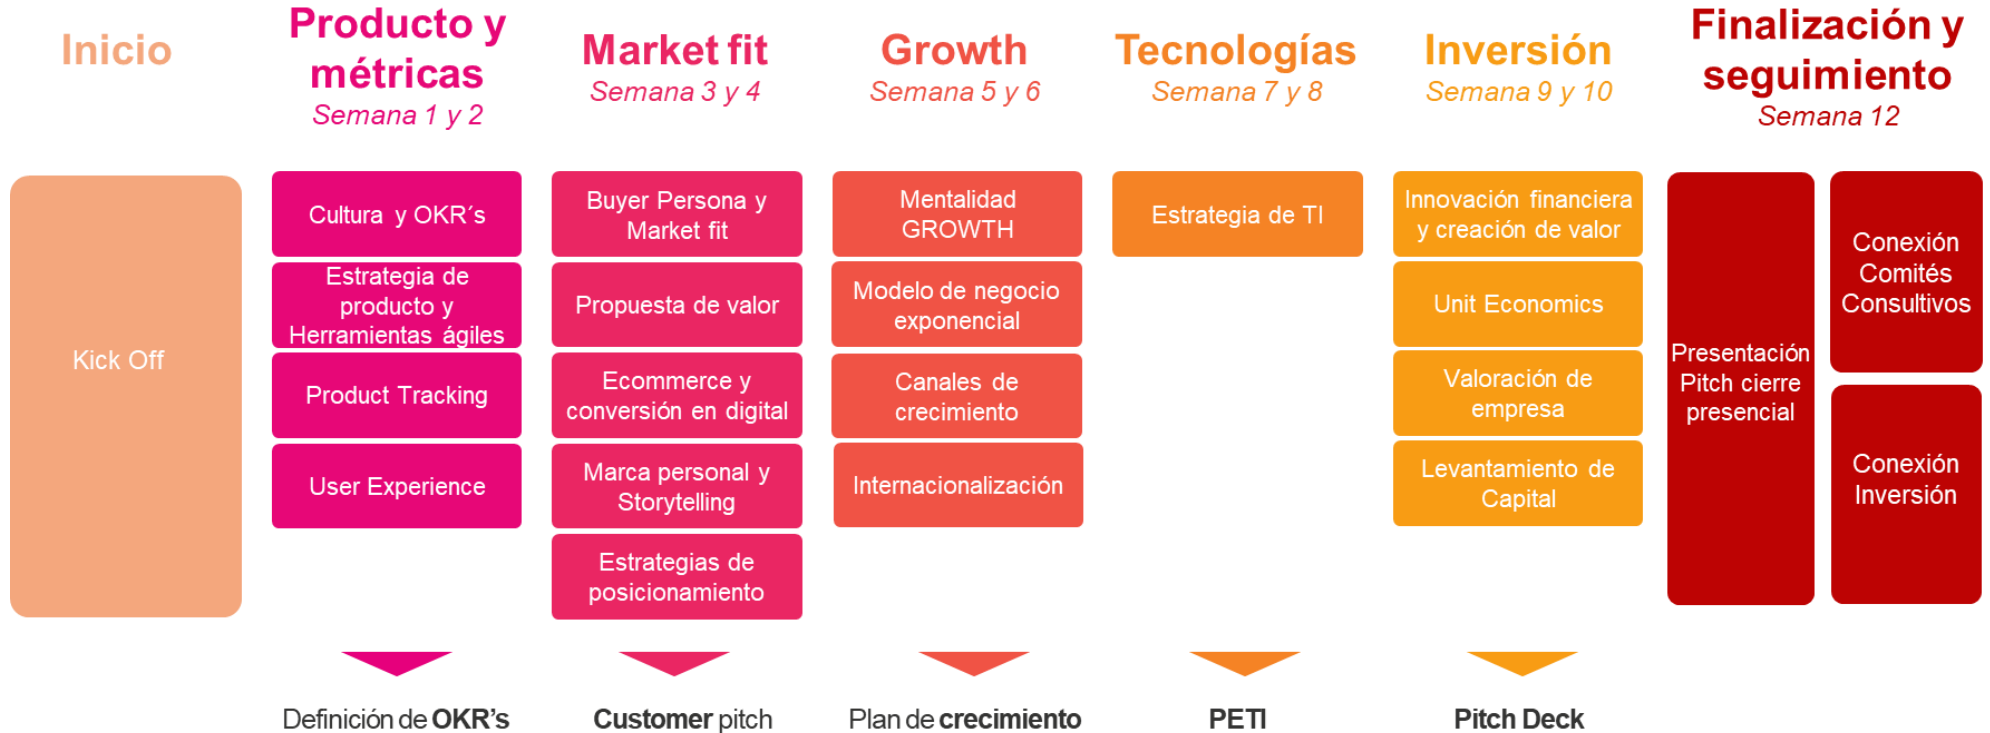 Inicio
Kick Off
Producto y
métricas
Semana 1 y 2
Cultura y OKR´s
Estrategia de
producto y
Herramientas ágiles
Product Tracking
User Experience
Definición de OKR's
Market fit
Semana 3 y 4
Buyer Persona y
Market fit
Propuesta de valor
Ecommerce y
conversión en digital
Marca personal y
Storytelling
Estrategias de
posicionamiento
Customer pitch
Growth
Semana 5 y 6
Mentalidad
GROWTH
Modelo de negocio
exponencial
Canales de
crecimiento
Internacionalización
Plan de crecimiento
Tecnologías
Semana 7 y 8
Estrategia de TI
PETI
Inversión
Semana 9 y 10
Innovación financiera
y creación de valor
Unit Economics
Valoración de
empresa
Levantamiento de
Capital
Pitch Deck
Finalización y
seguimiento
Semana 12
Presentación
Pitch cierre
presencial
Conexión
Comités
Consultivos
Conexión
Inversión